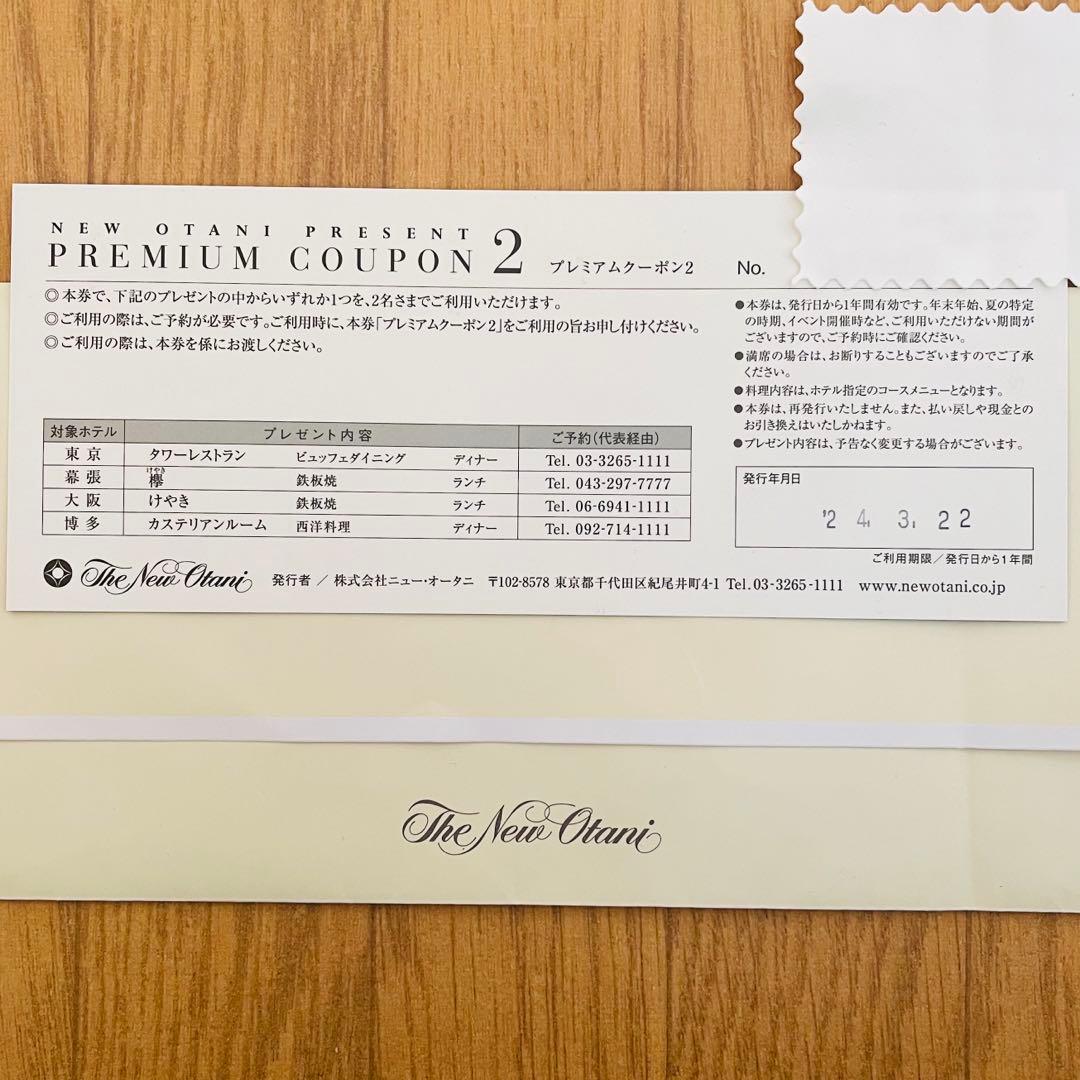 NEW OTANI PRESENT
PREMIUM COUPON 2 プレミアムクーポン2 No.
◎本券で、下記のプレゼントの中からいずれか1つを、2名さまでご利用いただけます。
◎ご利用の際は、ご予約が必要です。ご利用時に、本券「プレミアムクーポン2」をご利用の旨お申し付けください。
◎ご利用の際は、本券を係にお渡しください。
●本券は、発行日から1年間有効です。年末年始、夏の特定
の時期、イベント開催時など、ご利用いただけない期間が
ございますので、ご予約時にご確認ください。
●満席の場合は、お断りすることもございますのでご了承
ください。
●料理内容は、ホテル指定のコースメニューとなります。
●本券は、再発行いたしません。また、払い戻しや現金との
お引き換えはいたしかねます。
●プレゼント内容は、予告なく変更する場合がございます。
対象ホテル プレゼント内容 ご予約(代表経由)
東京 タワーレストラン ビュッフェダイニング ディナー Tel. 03-3265-1111
けやき
幕張 欅 鉄板焼 ランチ Tel. 043-297-7777
大阪 けやき 鉄板焼 ランチ Tel. 06-6941-1111
博多 カステリアンルーム 西洋料理 ディナー Tel. 092-714-1111
発行年月日
'24. 3. 22
ご利用期限/発行日から1年間
The New Otani 発行者/株式会社ニュー・オータニ 〒102-8578 東京都千代田区紀尾井町4-1 Tel.03-3265-1111 www.newotani.co.jp
The New Otani